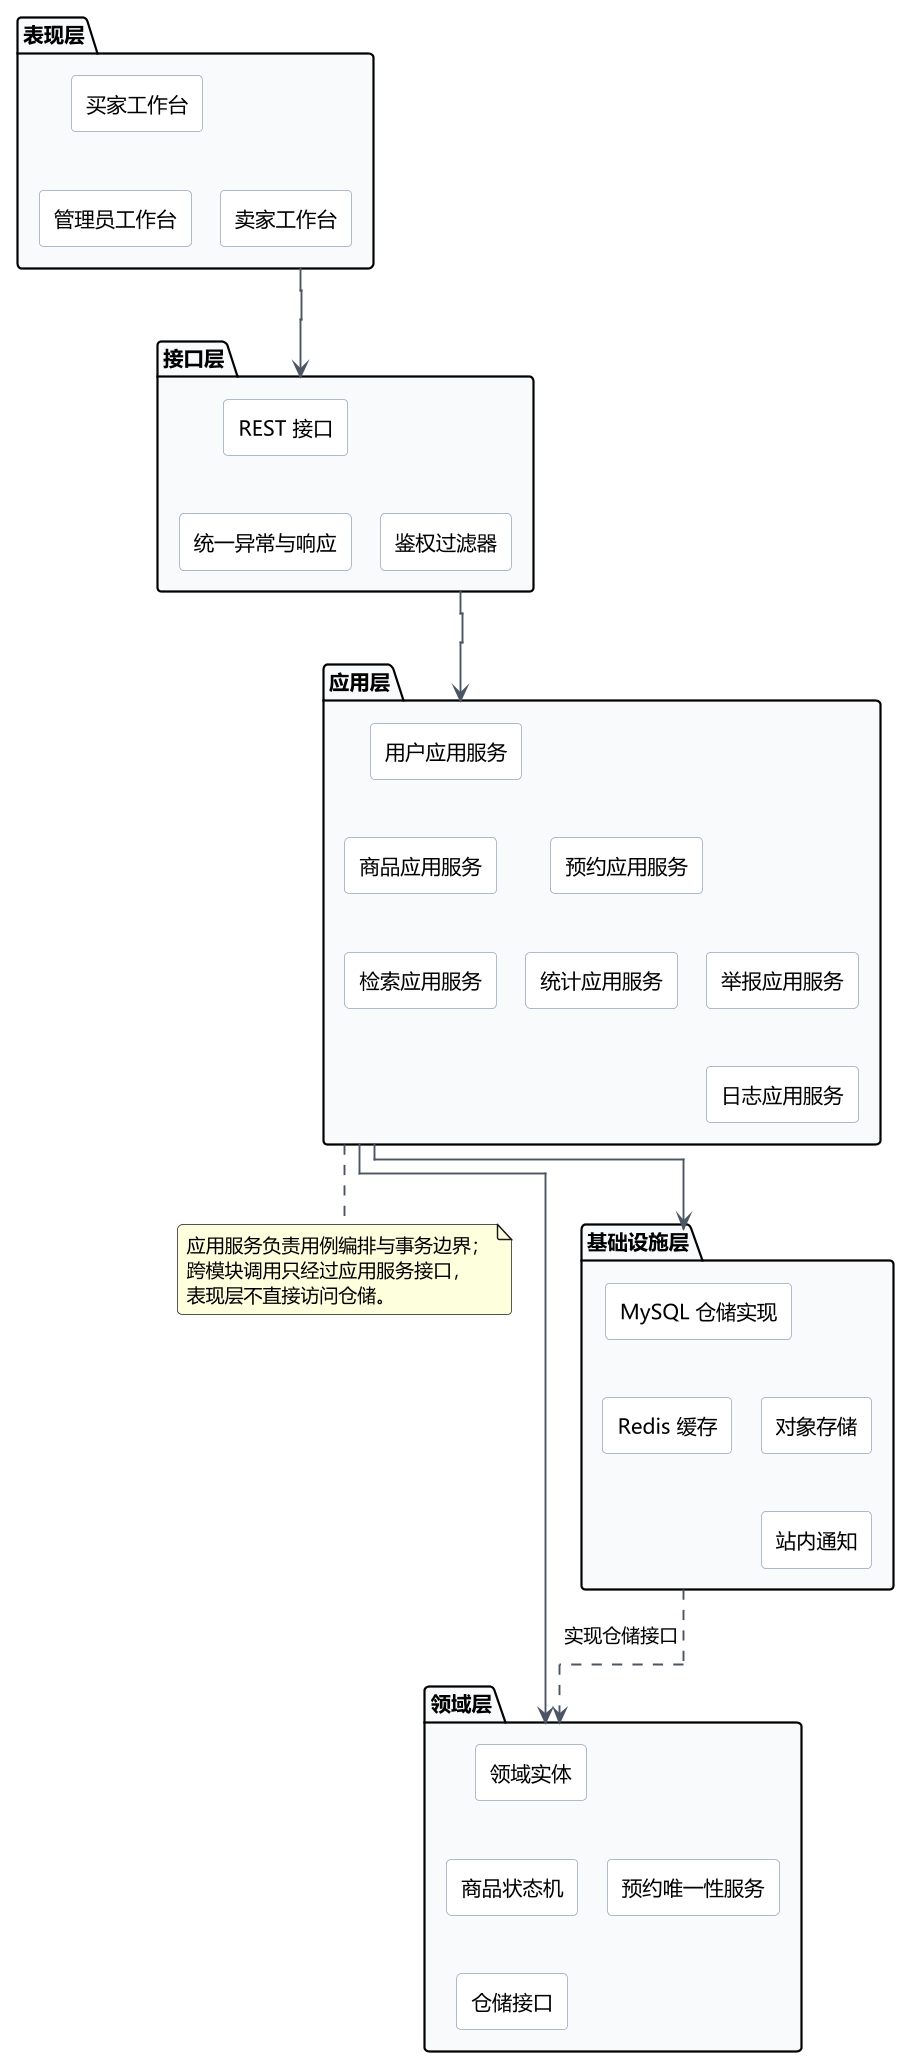 表现层
买家工作台
管理员工作台
卖家工作台
接口层
REST 接口
统一异常与响应
鉴权过滤器
应用层
用户应用服务
商品应用服务
预约应用服务
检索应用服务
统计应用服务
举报应用服务
日志应用服务
应用服务负责用例编排与事务边界；
跨模块调用只经过应用服务接口，
表现层不直接访问仓储。
基础设施层
MySQL 仓储实现
Redis 缓存
对象存储
站内通知
实现仓储接口
领域层
领域实体
商品状态机
预约唯一性服务
仓储接口